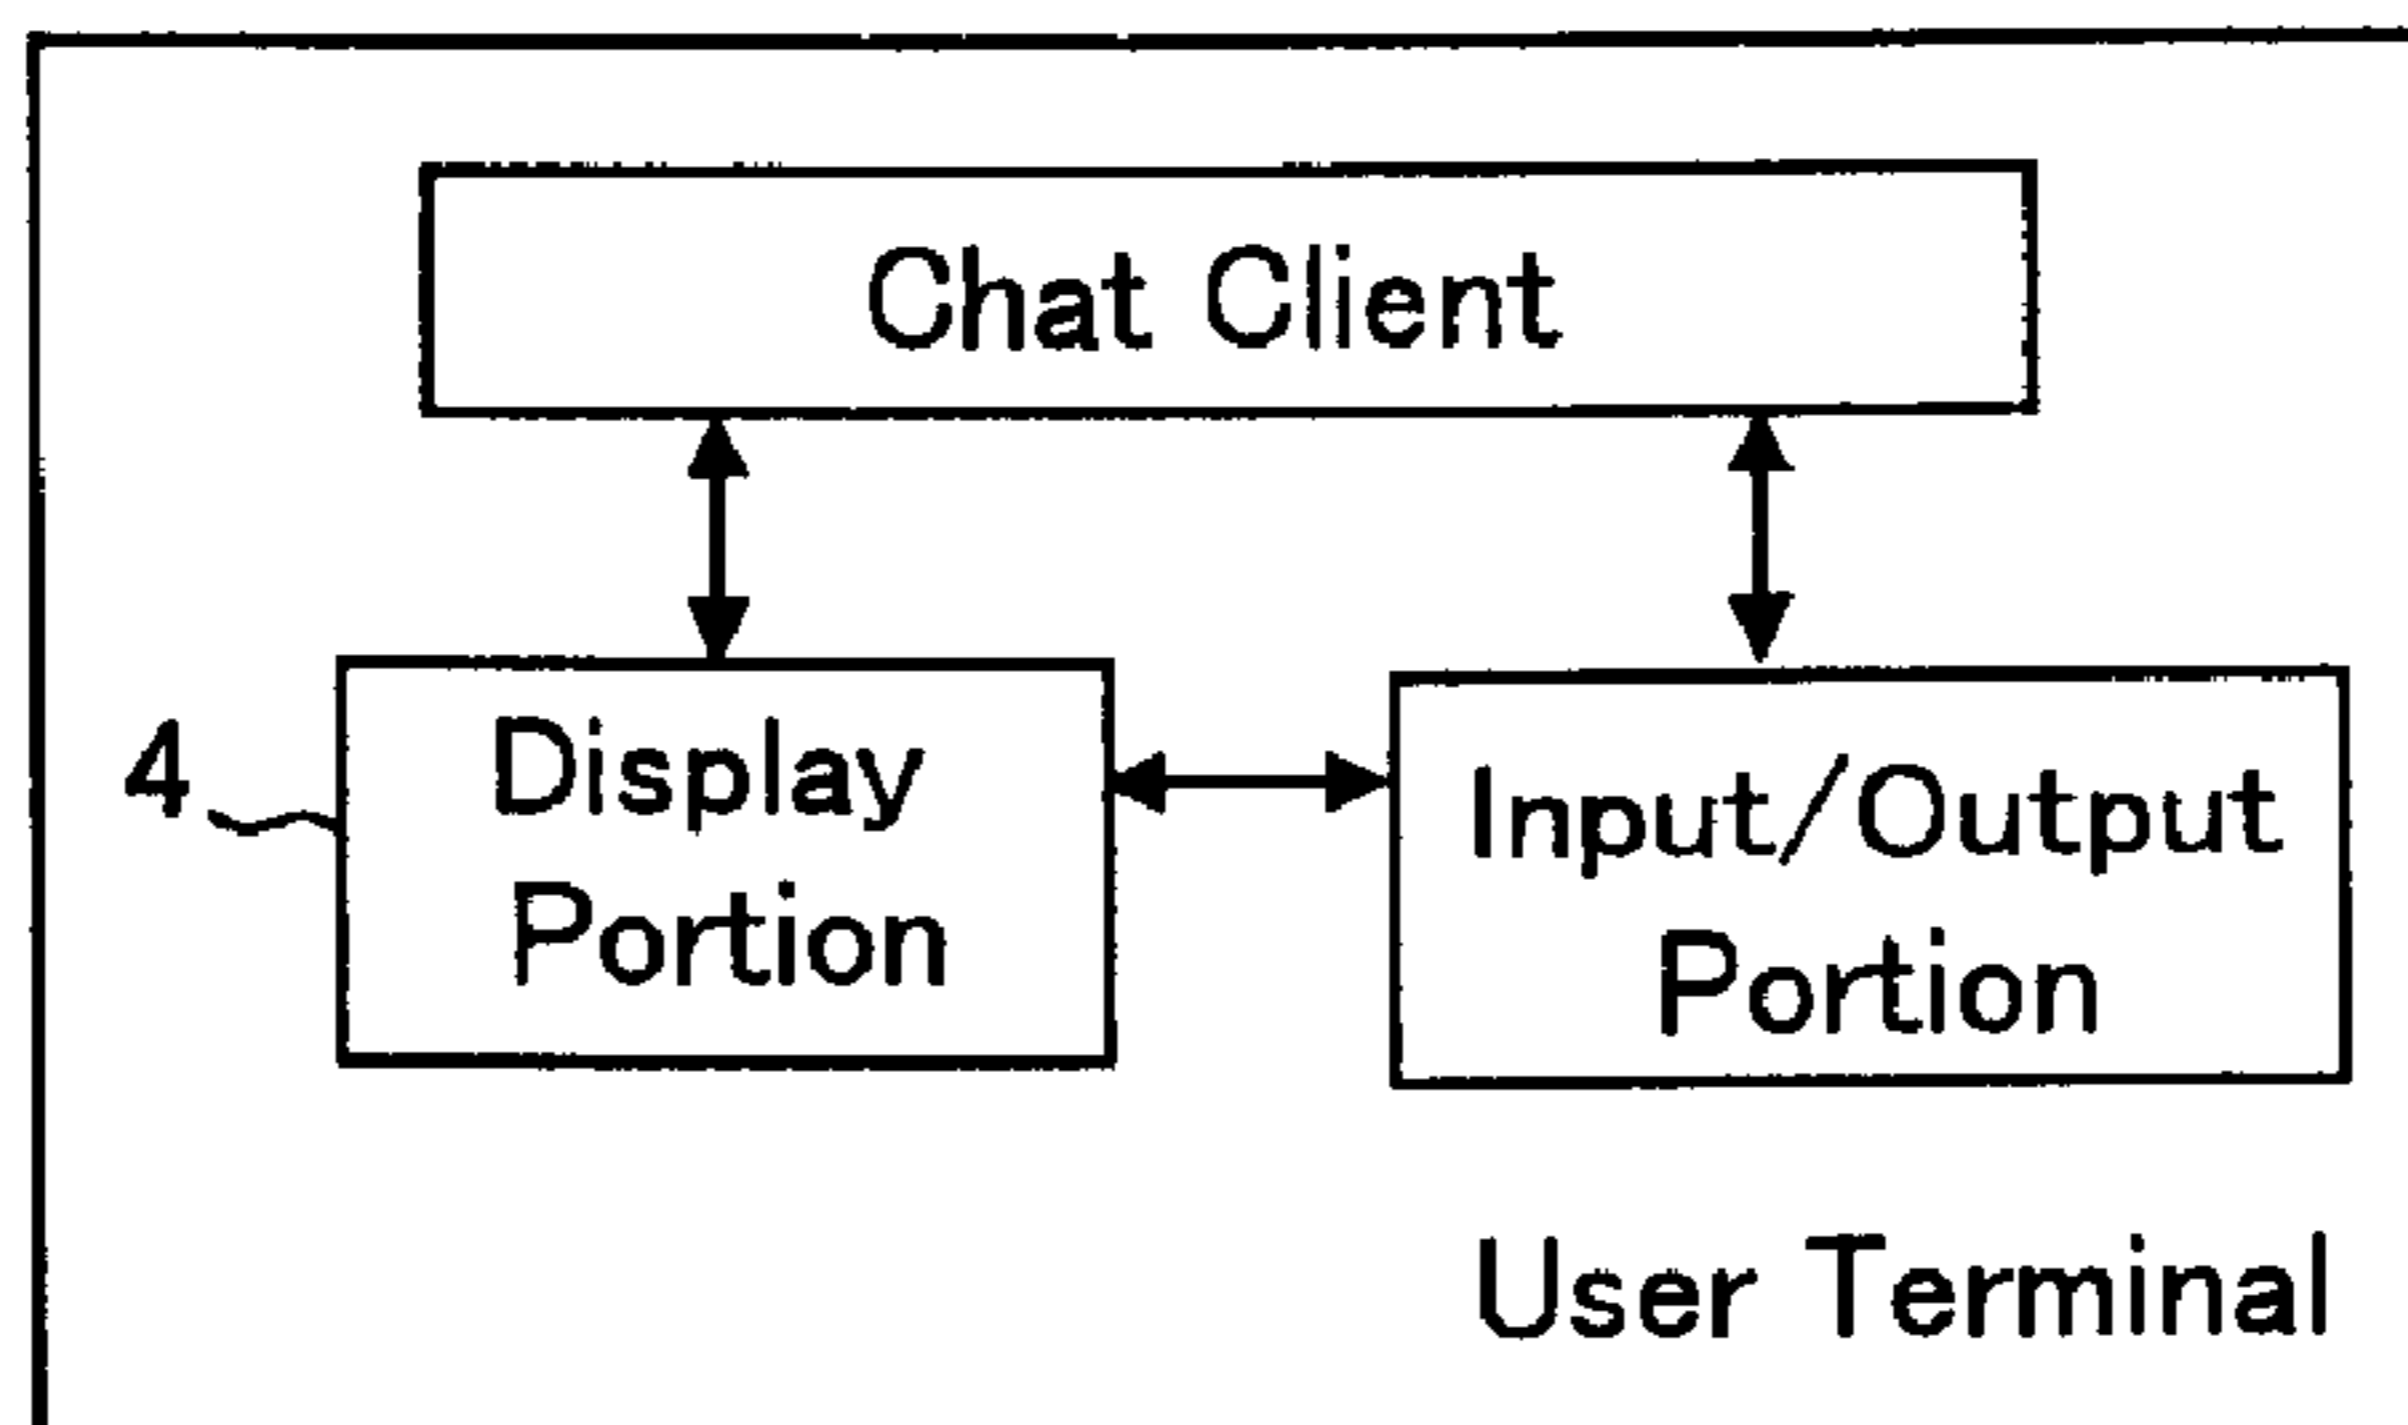 Chat Client
4
Display
Portion
Input/Output
Portion
User Terminal